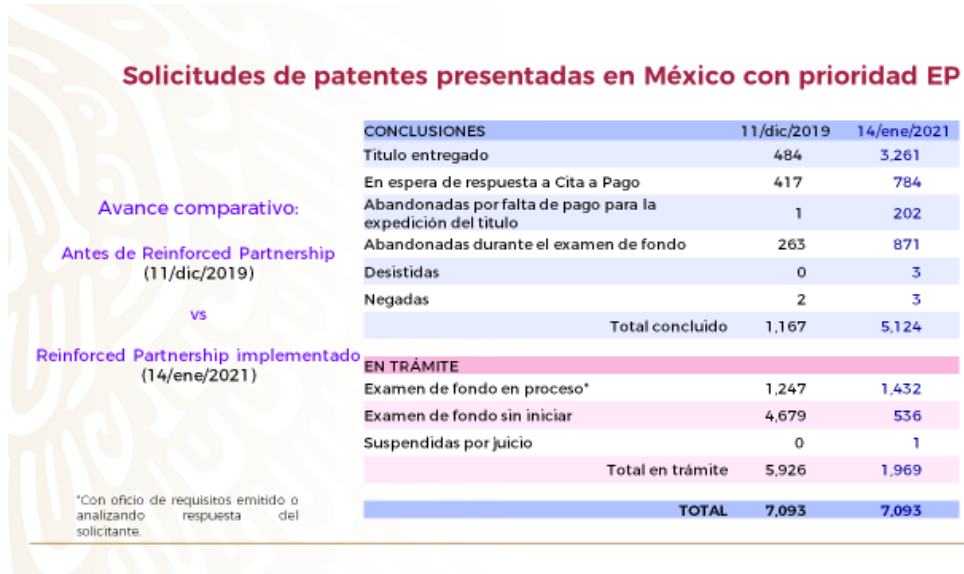 Solicitudes de patentes presentadas en México con prioridad EP
Avance comparativo:
Antes de Reinforced Partnership
(11/dic/2019)
vs
Reinforced Partnership implementado
(14/ene/2021)
*Con oficio de requisitos emitido o
analizando respuesta del
solicitante.
CONCLUSIONES 11/dic/2019 14/ene/2021
Titulo entregado 484 3,261
En espera de respuesta a Cita a Pago 417 784
Abandonadas por falta de pago para la
expedición del titulo 1 202
Abandonadas durante el examen de fondo 263 871
Desistidas 0 3
Negadas 2 3
Total concluido 1,167 5,124
EN TRÁMITE
Examen de fondo en proceso* 1,247 1,432
Examen de fondo sin iniciar 4,679 536
Suspendidas por juicio 0 1
Total en trámite 5,926 1,969
TOTAL 7,093 7,093